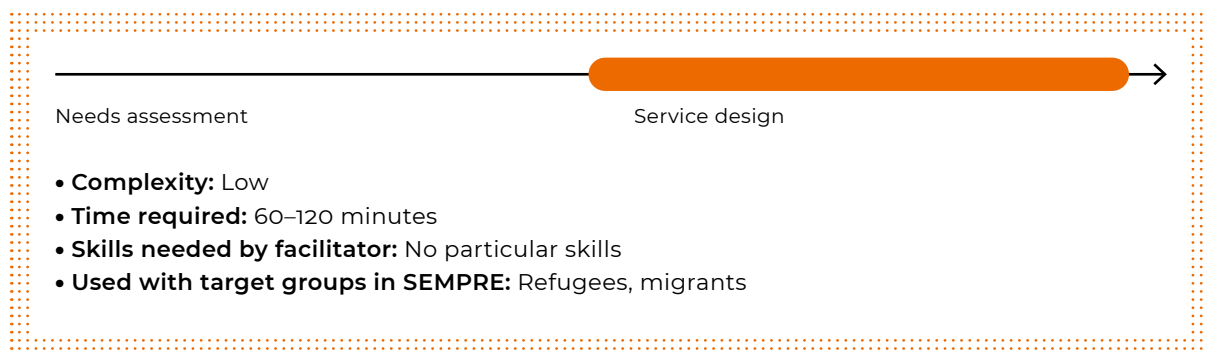 Needs assessment
Service design
• Complexity: Low
• Time required: 60–120 minutes
• Skills needed by facilitator: No particular skills
• Used with target groups in SEMPRE: Refugees, migrants